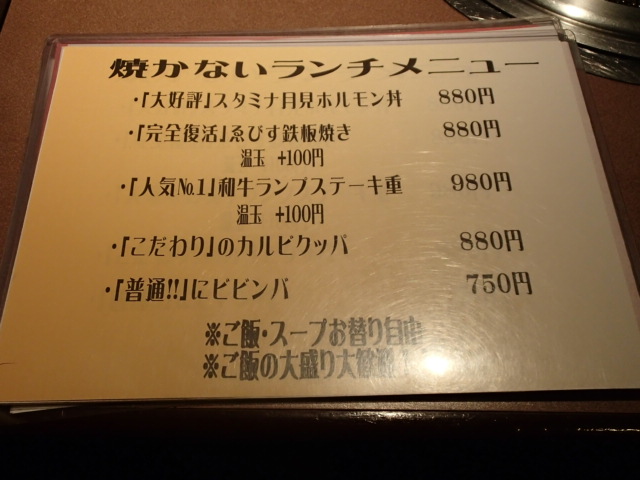 焼かないランチメニュー
・『大好評』スタミナ月見ホルモン丼 880円
・『完全復活』ゑびす鉄板焼き 880円
温玉 +100円
・『人気No.1』和牛ランプステーキ重 980円
温玉 +100円
・『こだわり』のカルビクッパ 880円
・『普通!!』にビビンバ 750円
※ご飯・スープお替り自由
※ご飯の大盛り大歓迎